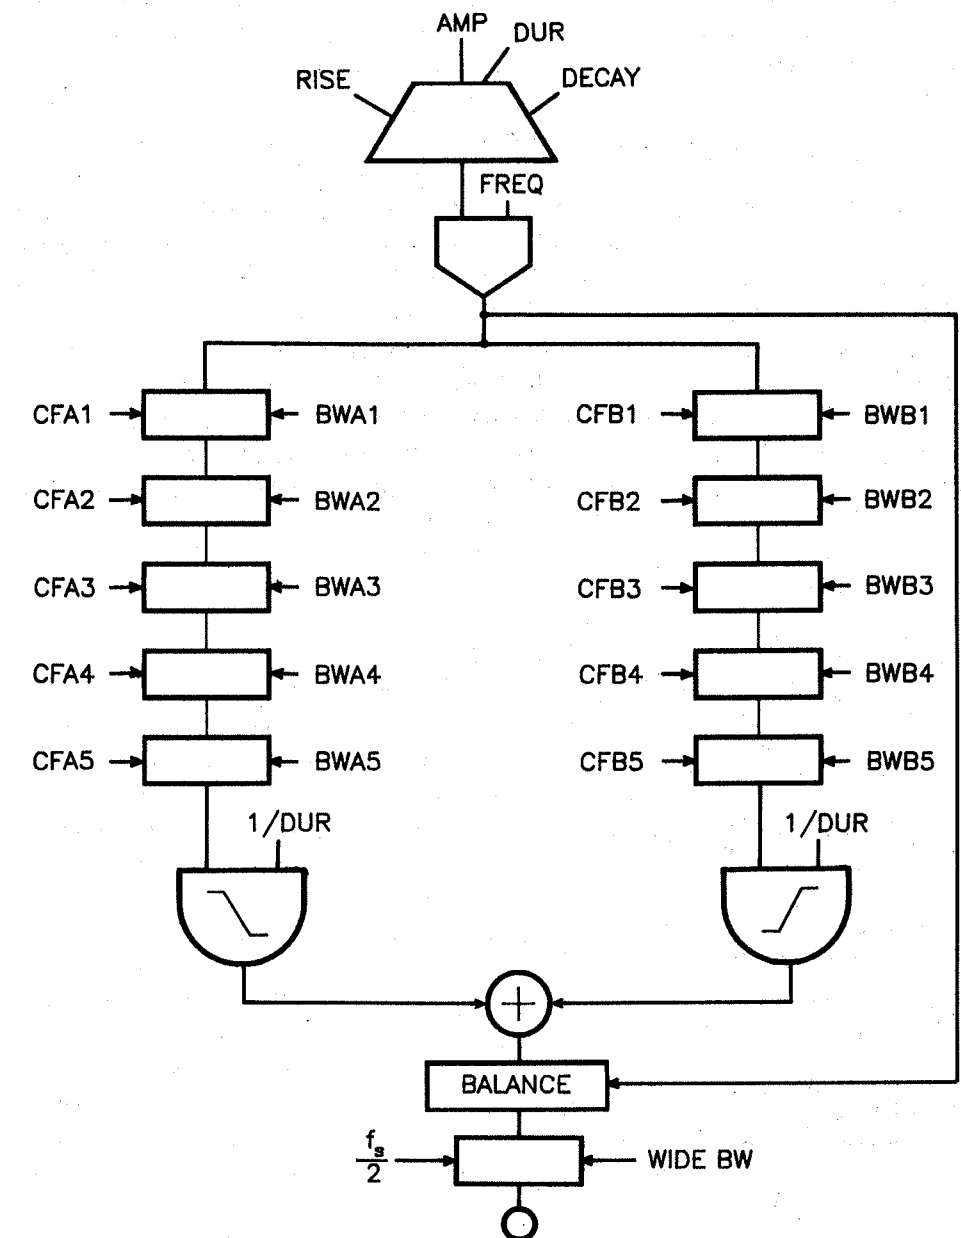 AMP
DUR
RISE
DECAY
FREQ
CFA1 BWA1 CFB1 BWB1
CFA2 BWA2 CFB2 BWB2
CFA3 BWA3 CFB3 BWB3
CFA4 BWA4 CFB4 BWB4
CFA5 BWA5 CFB5 BWB5
1/DUR 1/DUR
+
BALANCE
fs/2 WIDE BW